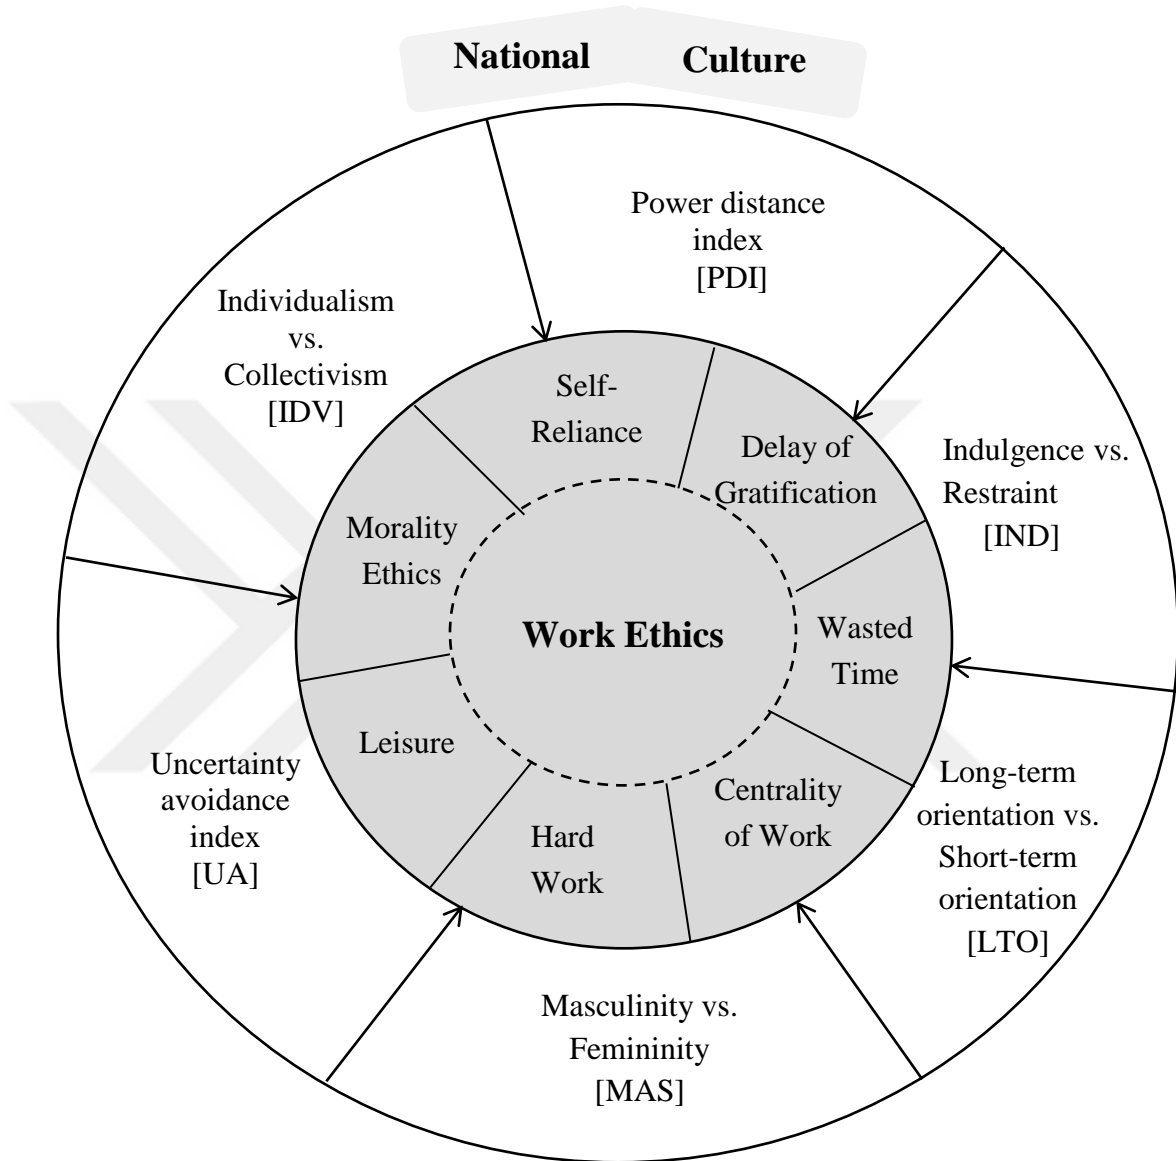 National Culture
Power distance
index
[PDI]
Individualism
vs.
Collectivism
[IDV]
Indulgence vs.
Restraint
[IND]
Uncertainty
avoidance
index
[UA]
Long-term
orientation vs.
Short-term
orientation
[LTO]
Masculinity vs.
Femininity
[MAS]
Self-
Reliance
Delay of
Gratification
Morality
Ethics
Wasted
Time
Leisure
Centrality
of Work
Hard
Work
Work Ethics